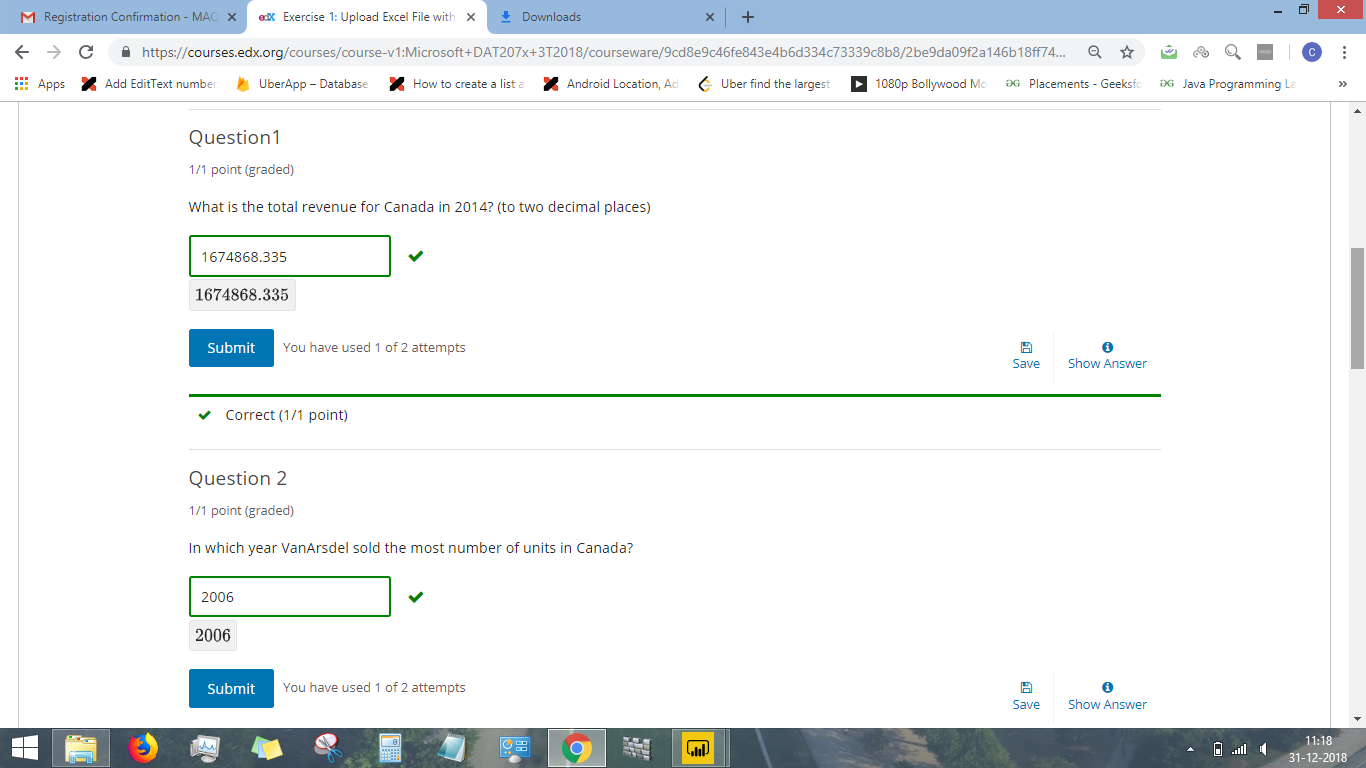 Registration Confirmation - MAC
edX Exercise 1: Upload Excel File with
Downloads
https://courses.edx.org/courses/course-v1:Microsoft+DAT207x+3T2018/courseware/9cd8e9c46fe843e4b6d334c73339c8b8/2be9da09f2a146b18ff74...
C
Apps
Add EditText number
UberApp – Database
How to create a list a
Android Location, Ad
Uber find the largest
1080p Bollywood Mo
Placements - Geeksfo
Java Programming La
»
Question1
1/1 point (graded)
What is the total revenue for Canada in 2014? (to two decimal places)
1674868.335
1674868.335
Submit
You have used 1 of 2 attempts
Save
Show Answer
Correct (1/1 point)
Question 2
1/1 point (graded)
In which year VanArsdel sold the most number of units in Canada?
2006
2006
Submit
You have used 1 of 2 attempts
Save
Show Answer
11:18
31-12-2018